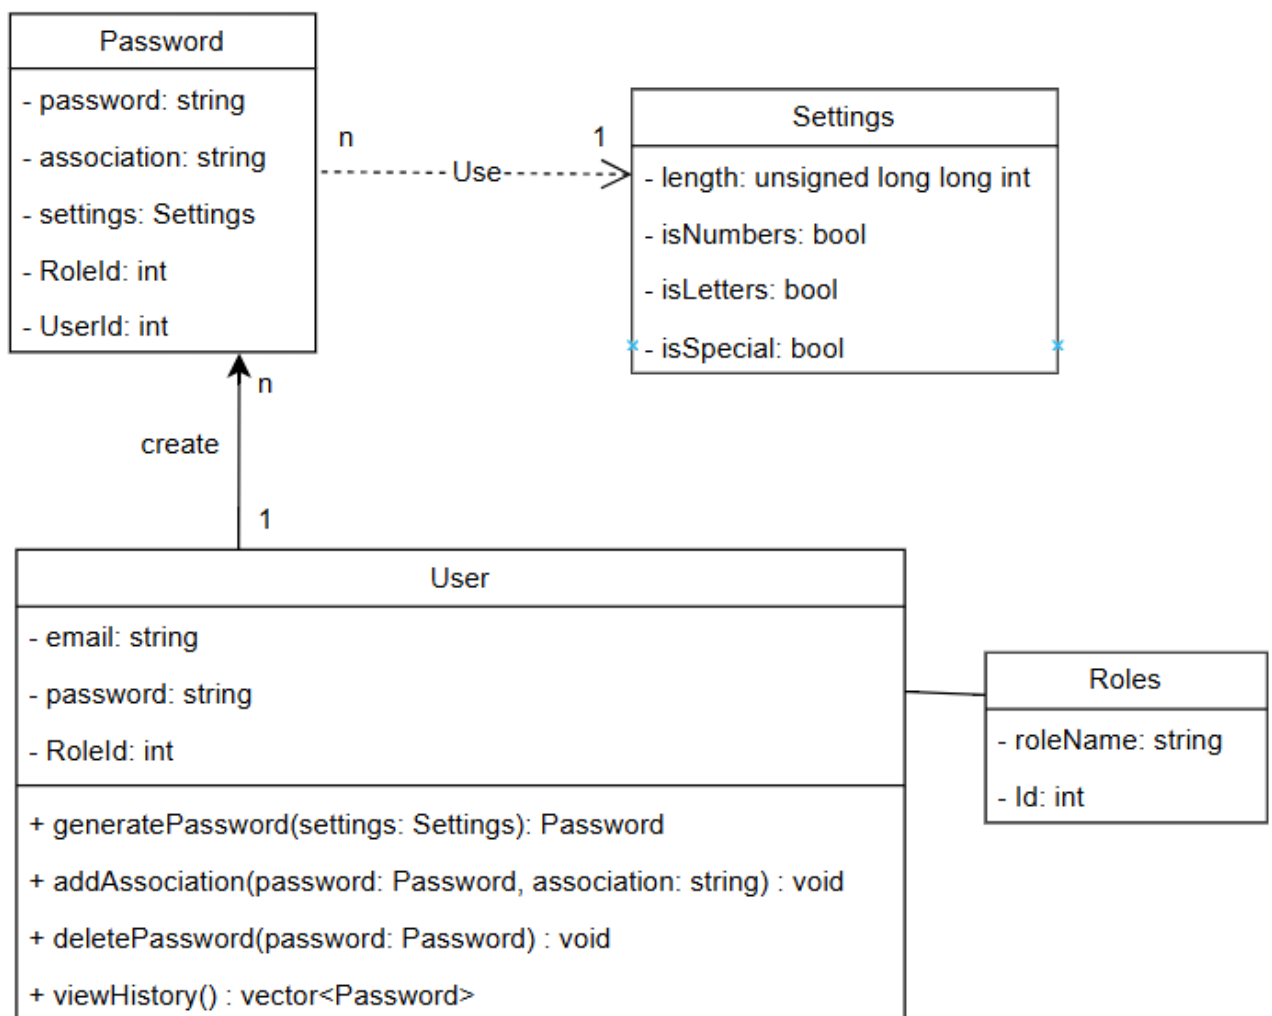 Password
- password: string
- association: string
- settings: Settings
- RoleId: int
- UserId: int
n
1
Use
Settings
- length: unsigned long long int
- isNumbers: bool
- isLetters: bool
- isSpecial: bool
n
create
1
User
- email: string
- password: string
- RoleId: int
+ generatePassword(settings: Settings): Password
+ addAssociation(password: Password, association: string) : void
+ deletePassword(password: Password) : void
+ viewHistory() : vector<Password>
Roles
- roleName: string
- Id: int